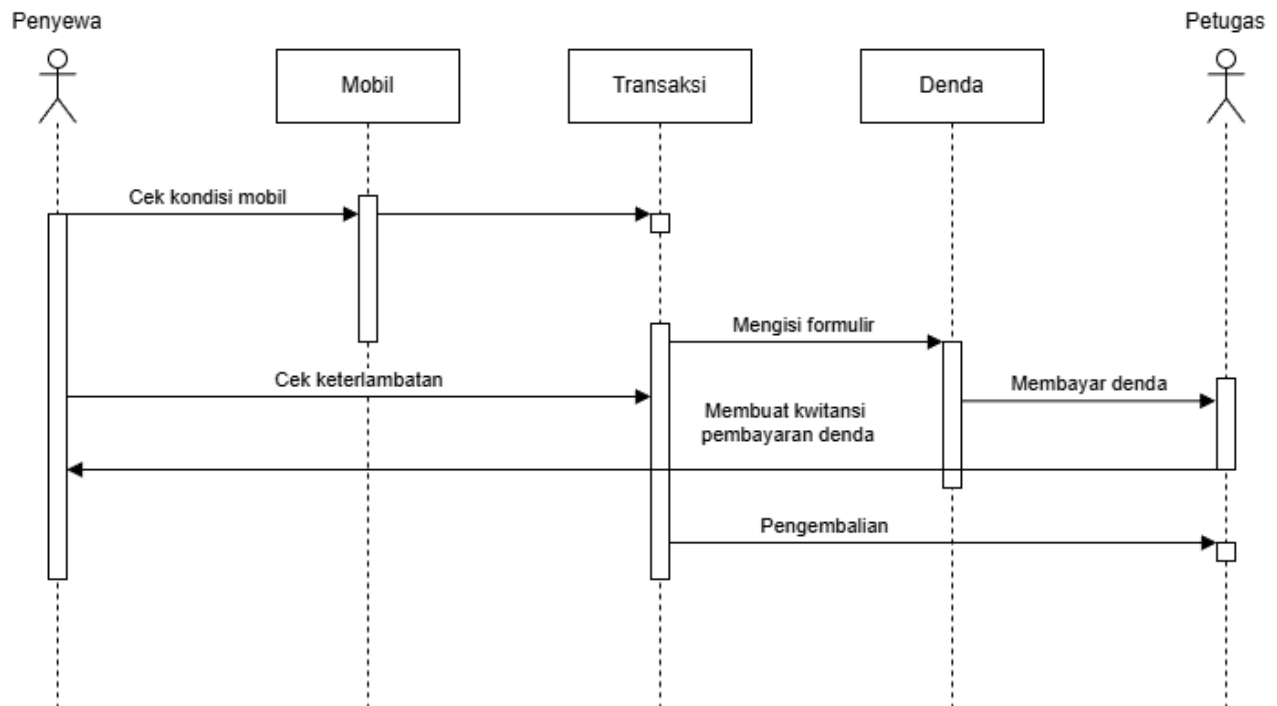 Penyewa
Petugas
Mobil
Transaksi
Denda
Cek kondisi mobil
Mengisi formulir
Cek keterlambatan
Membayar denda
Membuat kwitansi
pembayaran denda
Pengembalian